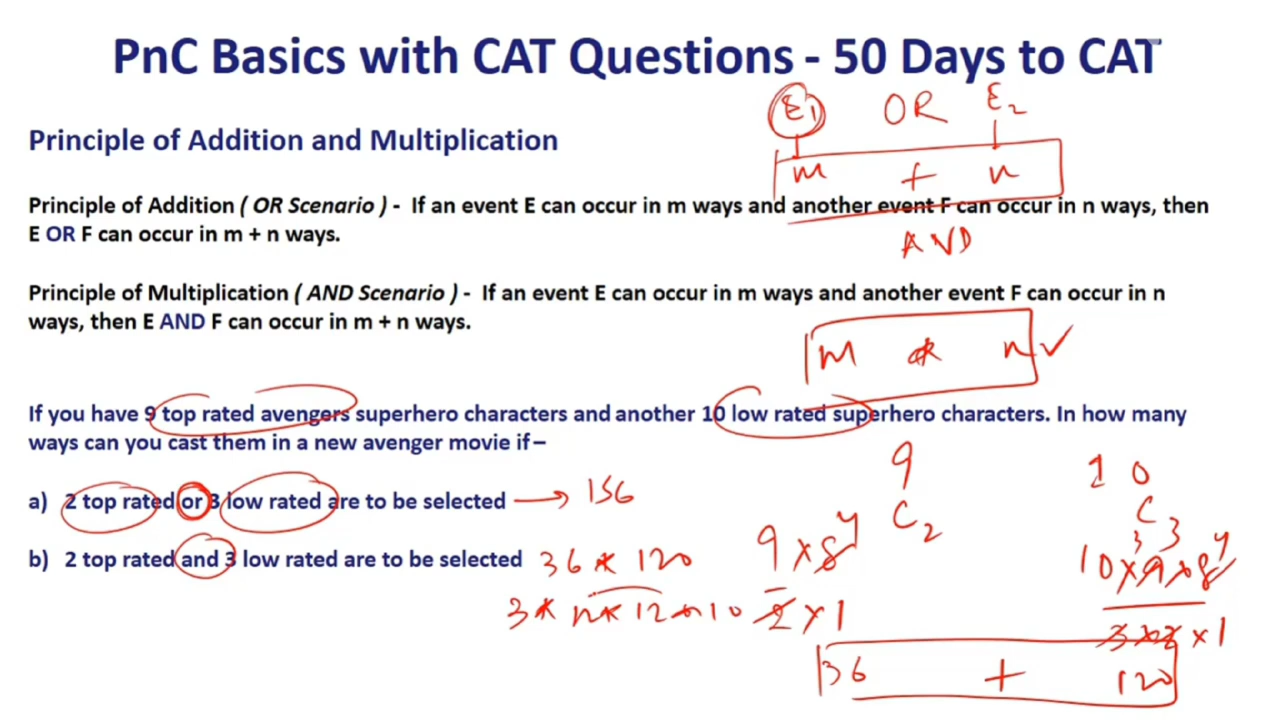 PnC Basics with CAT Questions - 50 Days to CAT
E1 OR E2
Principle of Addition and Multiplication
m + n
Principle of Addition ( OR Scenario ) - If an event E can occur in m ways and another event F can occur in n ways, then
E OR F can occur in m + n ways.
AND
Principle of Multiplication ( AND Scenario ) - If an event E can occur in m ways and another event F can occur in n
ways, then E AND F can occur in m + n ways.
m * n ✓
If you have 9 top rated avengers superhero characters and another 10 low rated superhero characters. In how many
ways can you cast them in a new avenger movie if –
9 10
a) 2 top rated or 3 low rated are to be selected → 156
C2 C3
b) 2 top rated and 3 low rated are to be selected 36 * 120
9 x 8 4 10 x 9 3 x 8 4
3 * 12 * 12 * 10 2 x 1 3 x 2 x 1
36 + 120